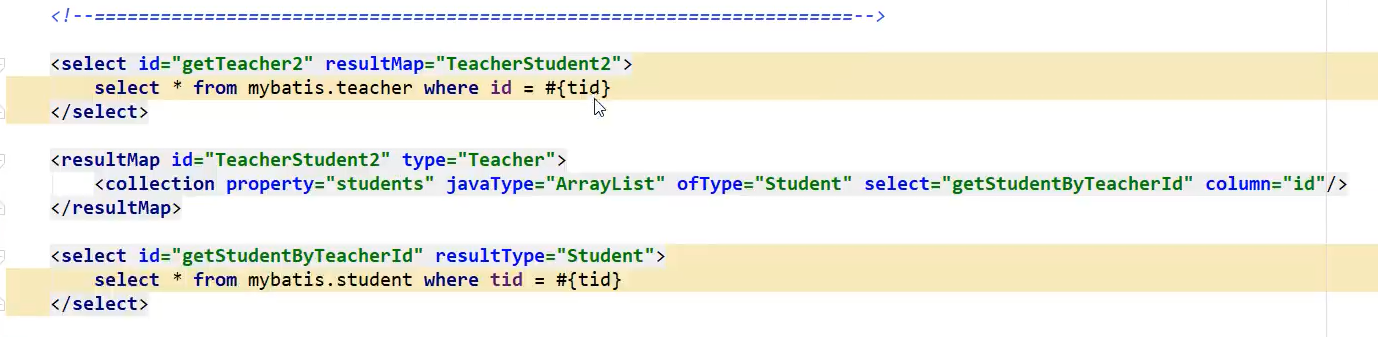 <!--======================================================================-->
<select id="getTeacher2" resultMap="TeacherStudent2">
select * from mybatis.teacher where id = #{tid}
</select>
<resultMap id="TeacherStudent2" type="Teacher">
<collection property="students" javaType="ArrayList" ofType="Student" select="getStudentByTeacherId" column="id"/>
</resultMap>
<select id="getStudentByTeacherId" resultType="Student">
select * from mybatis.student where tid = #{tid}
</select>